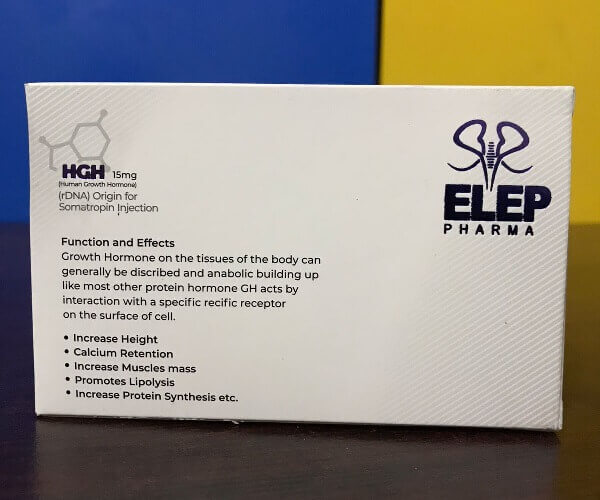 HGH 15mg
(Human Growth Hormone)
(rDNA) Origin for
Somatropin Injection
ELEP
PHARMA
Function and Effects
Growth Hormone on the tissues of the body can
generally be discribed and anabolic building up
like most other protein hormone GH acts by
interaction with a specific recific receptor
on the surface of cell.
• Increase Height
• Calcium Retention
• Increase Muscles mass
• Promotes Lipolysis
• Increase Protein Synthesis etc.